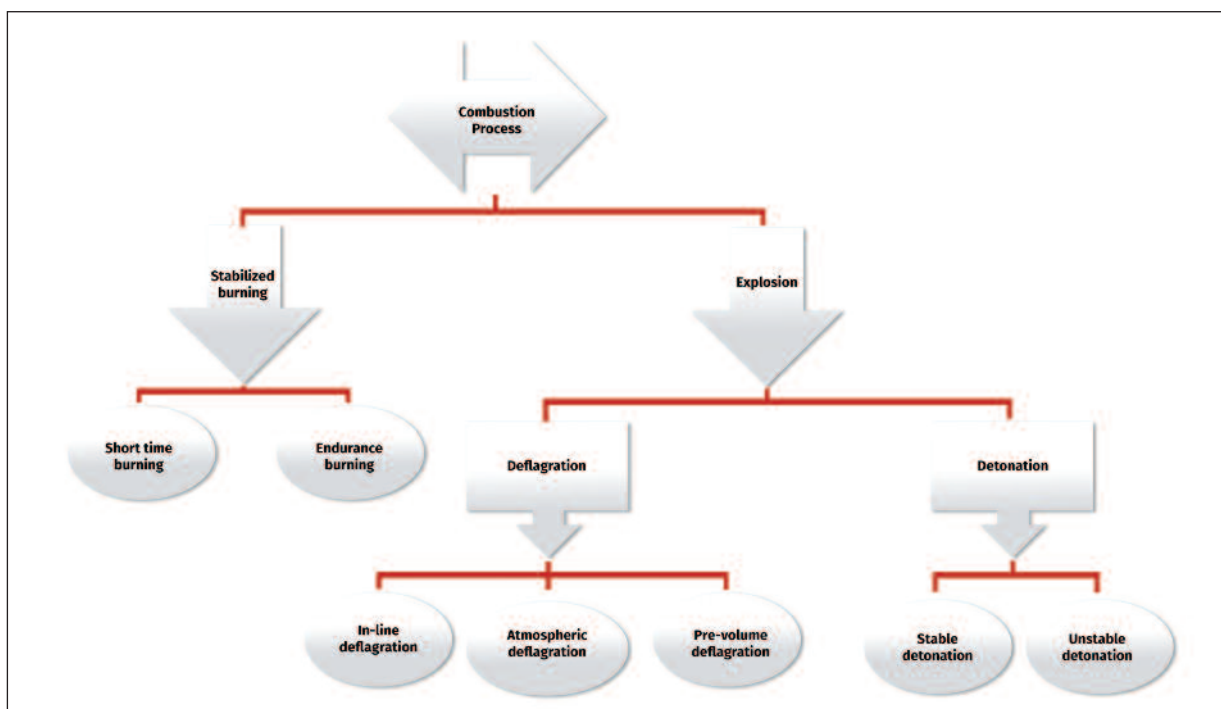 Combustion
Process
Stabilized
burning
Explosion
Short time
burning
Endurance
burning
Deflagration
Detonation
In-line
deflagration
Atmospheric
deflagration
Pre-volume
deflagration
Stable
detonation
Unstable
detonation